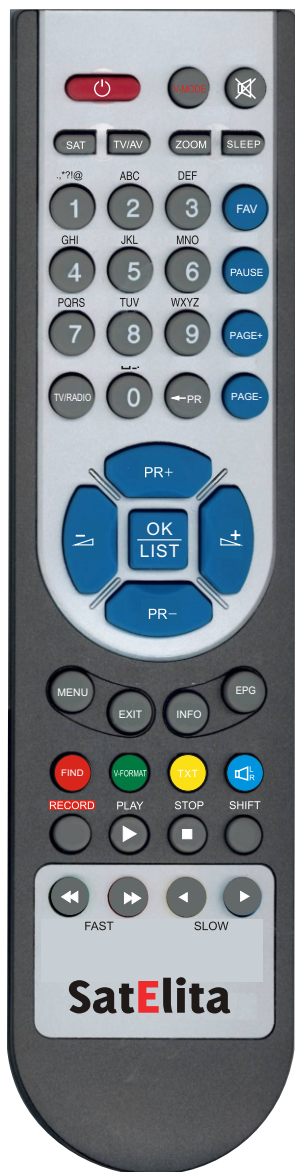 V.MODE
SAT TV/AV ZOOM SLEEP
.,*?!@ ABC DEF
1 2 3 FAV
GHI JKL MNO
4 5 6 PAUSE
PQRS TUV WXYZ
7 8 9 PAGE+
TV/RADIO 0 PR PAGE-
PR+
- OK +
LIST
PR-
MENU EPG
EXIT INFO
FIND V-FORMAT TXT L
R
RECORD PLAY STOP SHIFT
FAST SLOW
SatElita